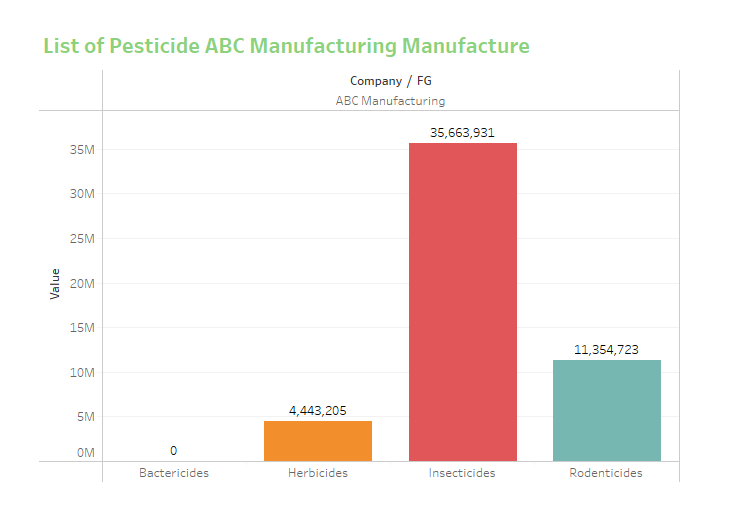 List of Pesticide ABC Manufacturing Manufacture
Company / FG
ABC Manufacturing
35,663,931
35M
30M
25M
Value
20M
15M
11,354,723
10M
4,443,205
5M
0
0M
Bactericides
Herbicides
Insecticides
Rodenticides